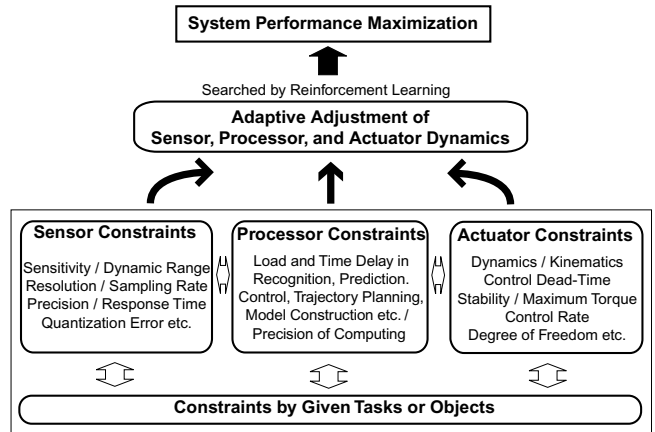 System Performance Maximization
Searched by Reinforcement Learning
Adaptive Adjustment of
Sensor, Processor, and Actuator Dynamics
Sensor Constraints
Sensitivity / Dynamic Range
Resolution / Sampling Rate
Precision / Response Time
Quantization Error etc.
Processor Constraints
Load and Time Delay in
Recognition, Prediction.
Control, Trajectory Planning,
Model Construction etc. /
Precision of Computing
Actuator Constraints
Dynamics / Kinematics
Control Dead-Time
Stability / Maximum Torque
Control Rate
Degree of Freedom etc.
Constraints by Given Tasks or Objects